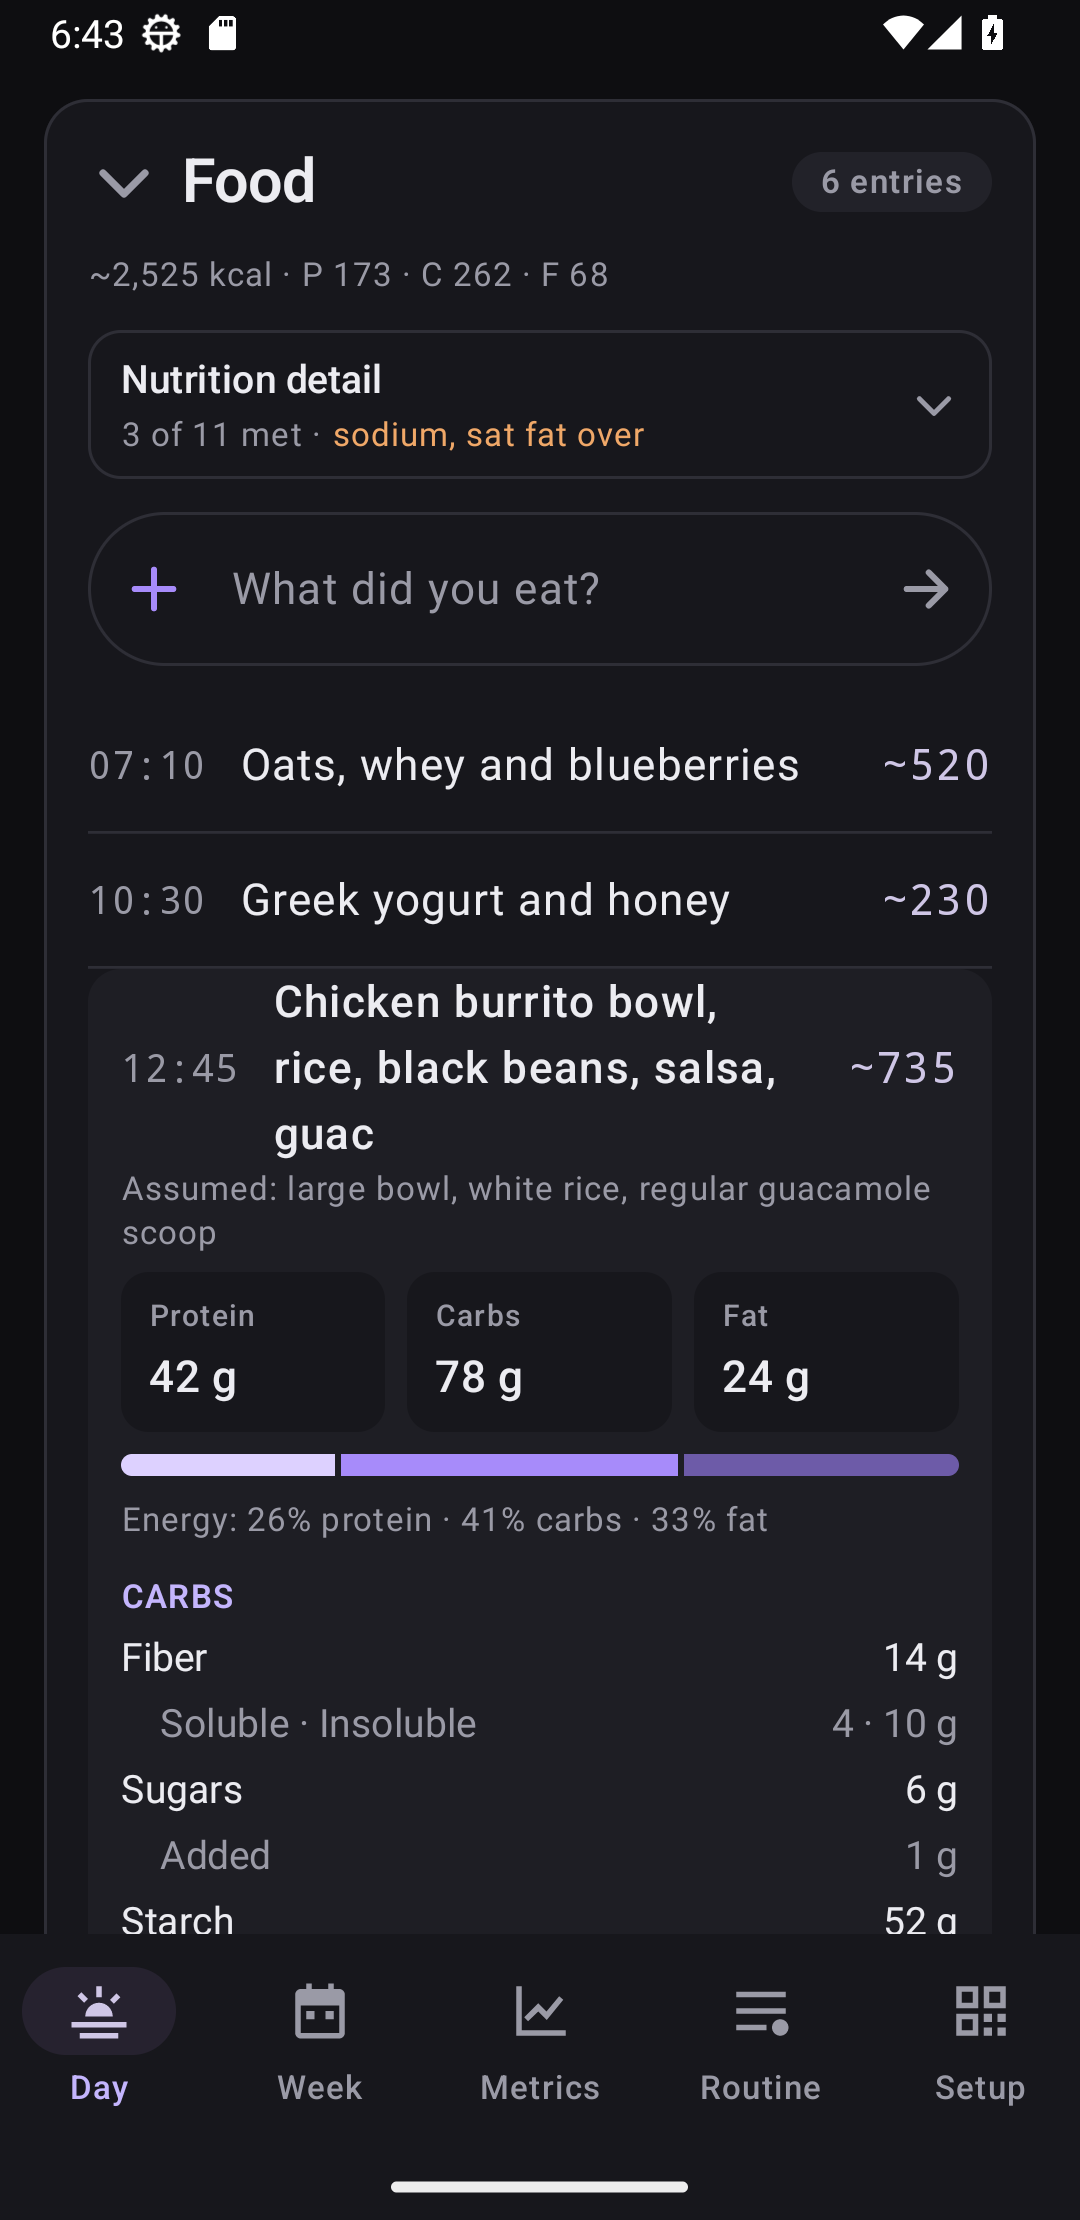 6:43
Food
6 entries
~2,525 kcal · P 173 · C 262 · F 68
Nutrition detail
3 of 11 met · sodium, sat fat over
What did you eat?
07:10 Oats, whey and blueberries ~520
10:30 Greek yogurt and honey ~230
Chicken burrito bowl,
12:45 rice, black beans, salsa, ~735
guac
Assumed: large bowl, white rice, regular guacamole
scoop
Protein Carbs Fat
42 g 78 g 24 g
Energy: 26% protein · 41% carbs · 33% fat
CARBS
Fiber 14 g
Soluble · Insoluble 4 · 10 g
Sugars 6 g
Added 1 g
Starch 52 g
Day Week Metrics Routine Setup